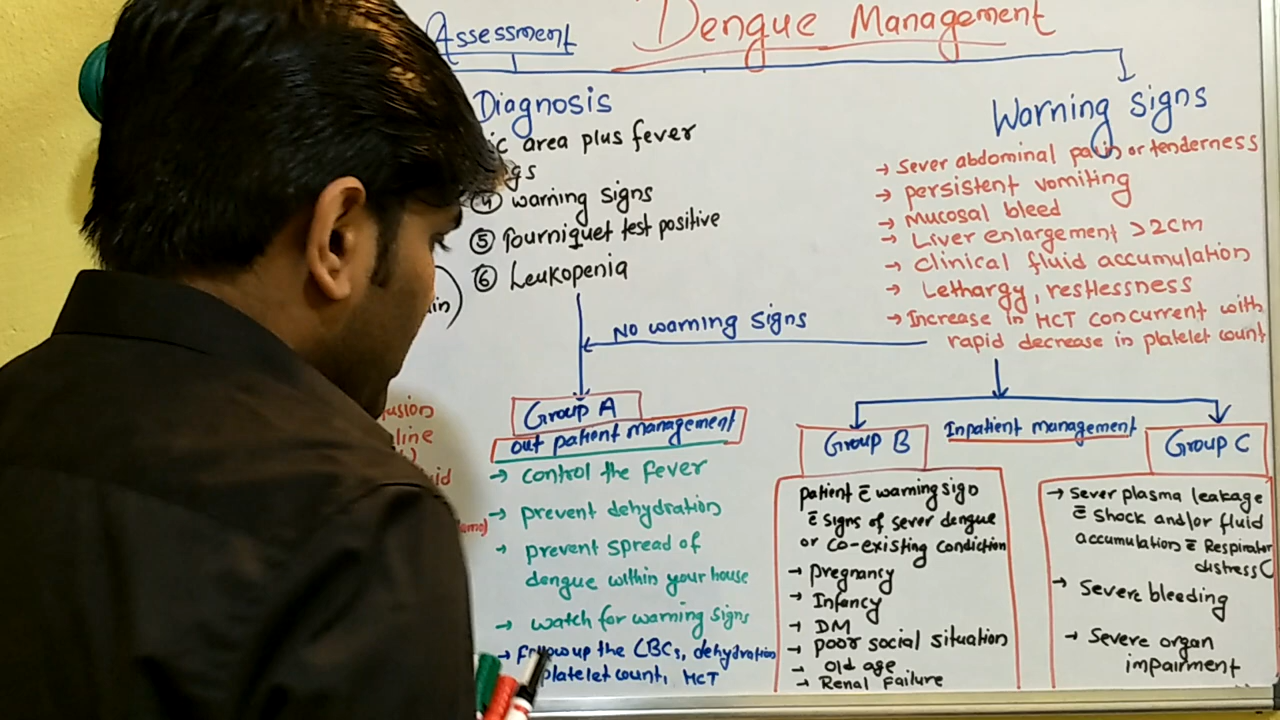 Assessment
Dengue Management
Diagnosis
ic area plus fever
gs
④ warning signs
⑤ Tourniquet test positive
⑥ Leukopenia
in)
Warning signs
→ Sever abdominal pain or tenderness
→ persistent vomiting
→ Mucosal bleed
→ Liver enlargement >2cm
→ Clinical fluid accumulation
→ Lethargy, restlessness
→ Increase in HCT concurrent with
rapid decrease in platelet count
No warning signs
usion
line
)
id
Group A
out patient management
→ control the fever
→ prevent dehydration
→ prevent spread of
dengue within your house
→ watch for warning signs
→ Followup the CBCs, dehydration
platelet count, HCT
Inpatient management
Group B
patient c̄ warning sign
c̄ signs of sever dengue
or co-existing condiction
→ pregnancy
→ Infency
→ DM
→ poor social situation
→ old age
→ Renal Failure
Group C
→ Sever plasma leakage
c̄ shock and/or fluid
accumulation c̄ Respirator
distress
→ Severe bleeding
→ Severe organ
impairment